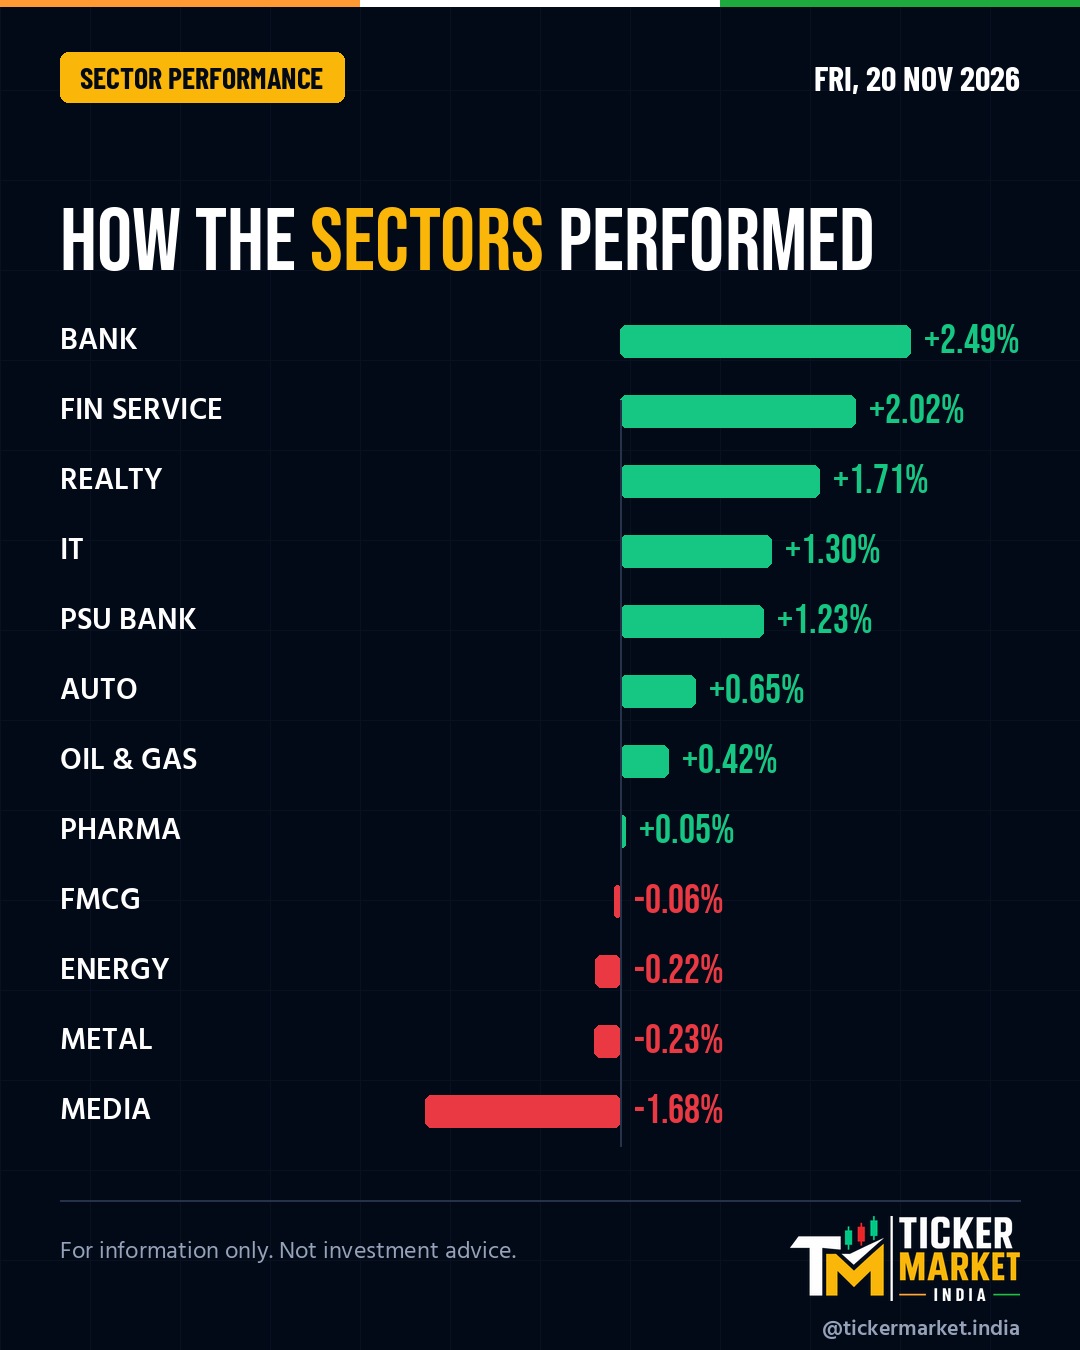 SECTOR PERFORMANCE
FRI, 20 NOV 2026
HOW THE SECTORS PERFORMED
BANK +2.49%
FIN SERVICE +2.02%
REALTY +1.71%
IT +1.30%
PSU BANK +1.23%
AUTO +0.65%
OIL & GAS +0.42%
PHARMA +0.05%
FMCG -0.06%
ENERGY -0.22%
METAL -0.23%
MEDIA -1.68%
For information only. Not investment advice.
TM
TICKER
MARKET
INDIA
@tickermarket.india